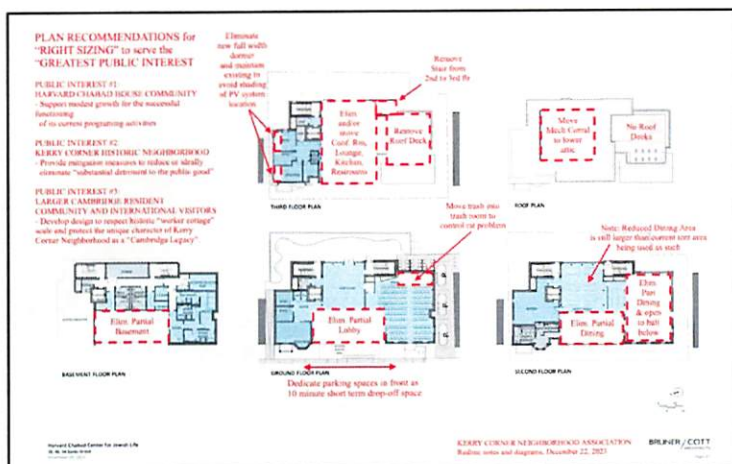 PLAN RECOMMENDATIONS for
"RIGHT SIZING" to serve the
"GREATEST PUBLIC INTEREST
PUBLIC INTEREST #1:
HARVARD CHABAD HOUSE COMMUNITY
- Support modest growth for the successful
functioning
of its current programing activities
PUBLIC INTEREST #2:
KERRY CORNER HISTORIC NEIGHBORHOOD
- Provide mitigation measures to reduce or ideally
eliminate "substantial detriment to the public good"
PUBLIC INTEREST #3:
LARGER CAMBRIDGE RESIDENT
COMMUNITY AND INTERNATIONAL VISITORS
- Develop design to respect historic "worker cottage"
scale and protect the unique character of Kerry
Corner Neighborhood as a "Cambridge Legacy"
Eliminate
new full width
dormer
and maintain
existing to
avoid shading
of PV system
location
Remove
Stair from
2nd to 3rd flr
Elim
and/or
move
Conf. Rm,
Lounge,
Kitchen,
Restrooms
Remove
Roof Deck
THIRD FLOOR PLAN
Move
Mech Corral
to lower
attic
No Roof
Decks
ROOF PLAN
Elim. Partial
Basement
BASEMENT FLOOR PLAN
Move trash into
trash room to
control rat problem
Elim. Partial
Lobby
GROUND FLOOR PLAN
Dedicate parking spaces in front as
10 minute short term drop-off space
Note: Reduced Dining Area
is still larger than current tent area
being used as such
Elim. Partial
Dining
Elim
Part
Dining
& open
to hall
below
SECOND FLOOR PLAN
Harvard Chabad Center for Jewish Life
KERRY CORNER NEIGHBORHOOD ASSOCIATION
Redline notes and diagrams, December 22, 2023
BRUNER / COTT